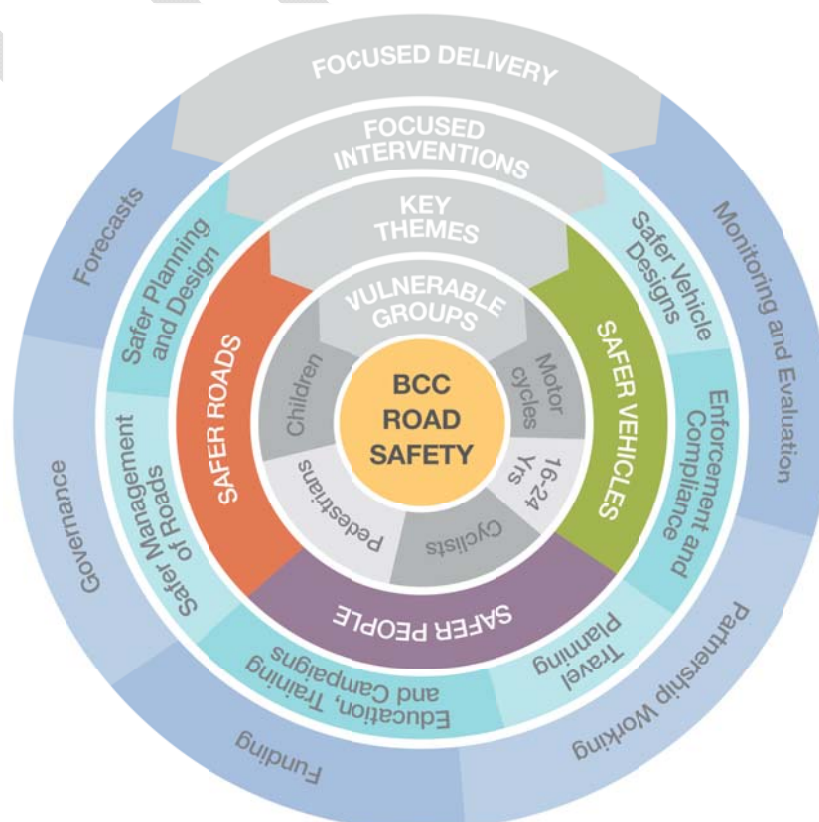 FOCUSED DELIVERY
FOCUSED
INTERVENTIONS
KEY
THEMES
VULNERABLE
GROUPS
BCC
ROAD
SAFETY
Children
Pedestrians
Cyclists
16-24
Yrs
Motor
cycles
SAFER ROADS
SAFER PEOPLE
SAFER VEHICLES
Safer Planning
and Design
Safer Management
of Roads
Education, Training
and Campaigns
Travel
Planning
Enforcement and
Compliance
Safer Vehicle
Designs
Forecasts
Governance
Funding
Partnership Working
Monitoring and Evaluation